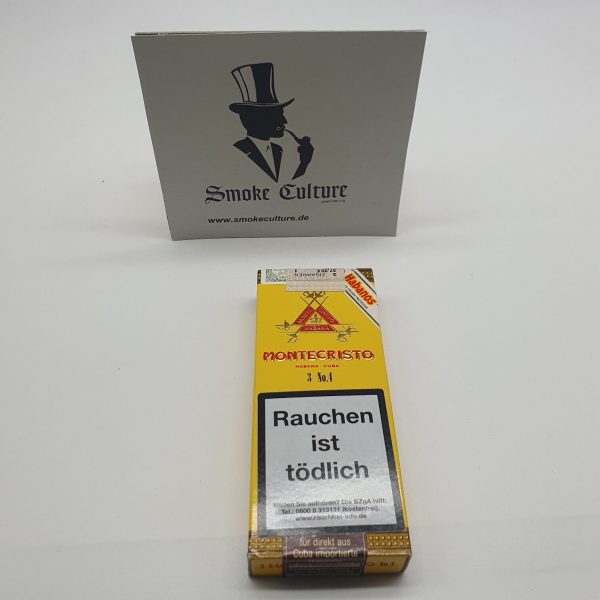 Smoke Culture
www.smokeculture.de
Habanos
MONTECRISTO
HABANA CUBA
3 No.4
Rauchen
ist
tödlich
Wollen Sie aufhören? Die BZgA hilft:
Tel.: 0800 8 313131 (kostenfrei),
www.rauchfrei-info.de
für direkt aus
Cuba importierte
Habanos